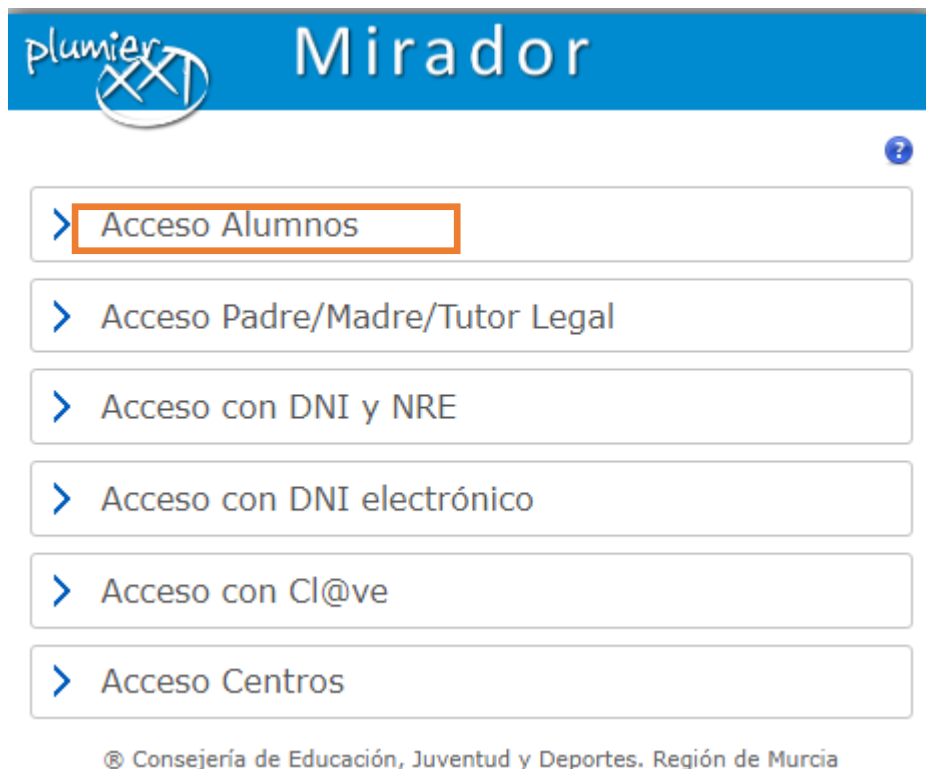 plumier XXI
Mirador
?
Acceso Alumnos
Acceso Padre/Madre/Tutor Legal
Acceso con DNI y NRE
Acceso con DNI electrónico
Acceso con Cl@ve
Acceso Centros
® Consejería de Educación, Juventud y Deportes. Región de Murcia